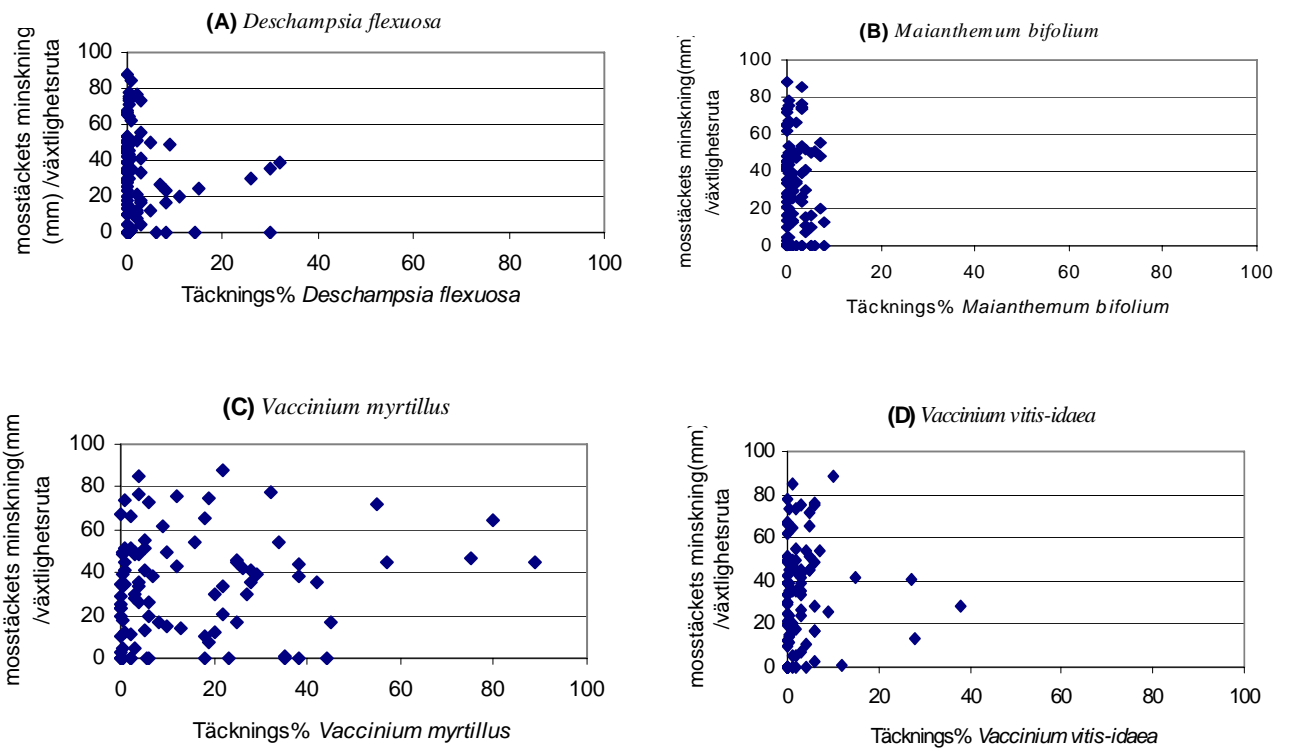 (A) Deschampsia flexuosa
mosstäckets minskning
(mm) /växtlighetsruta
100
80
60
40
20
0
0 20 40 60 80 100
Täcknings% Deschampsia flexuosa
(B) Maianthemum bifolium
mosstäckets minskning(mm)
/växtlighetsruta
100
80
60
40
20
0
0 20 40 60 80 100
Täcknings% Maianthemum bifolium
(C) Vaccinium myrtillus
mosstäckets minskning(mm
/växtlighetsruta
100
80
60
40
20
0
0 20 40 60 80 100
Täcknings% Vaccinium myrtillus
(D) Vaccinium vitis-idaea
mosstäckets minskning(mm)
/växtlighetsruta
100
80
60
40
20
0
0 20 40 60 80 100
Täcknings% Vaccinium vitis-idaea